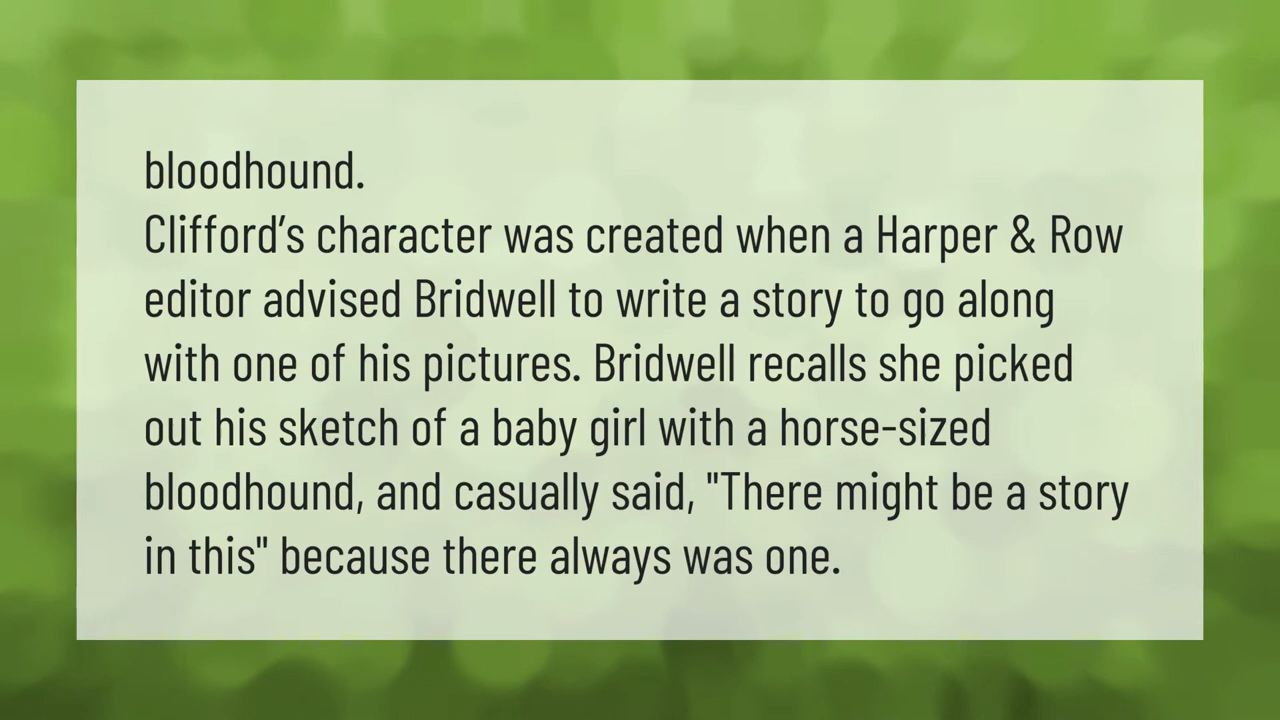 bloodhound.
Clifford’s character was created when a Harper & Row
editor advised Bridwell to write a story to go along
with one of his pictures. Bridwell recalls she picked
out his sketch of a baby girl with a horse-sized
bloodhound, and casually said, "There might be a story
in this" because there always was one.